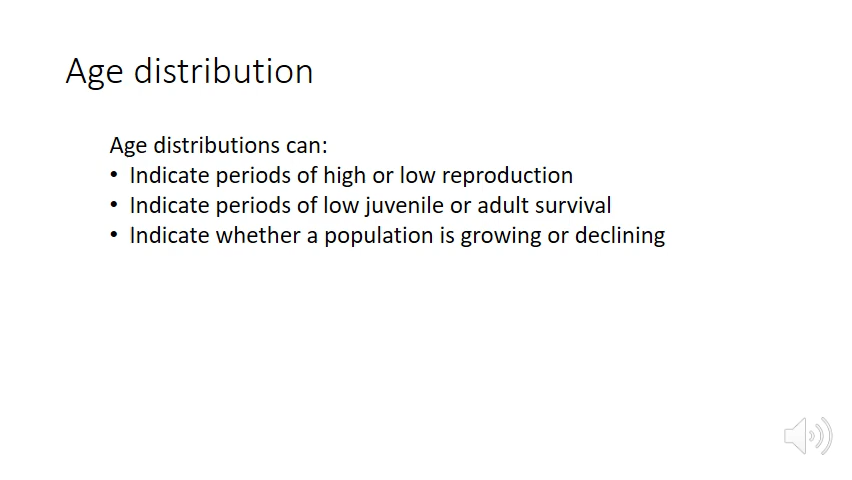 Age distribution
Age distributions can:
• Indicate periods of high or low reproduction
• Indicate periods of low juvenile or adult survival
• Indicate whether a population is growing or declining